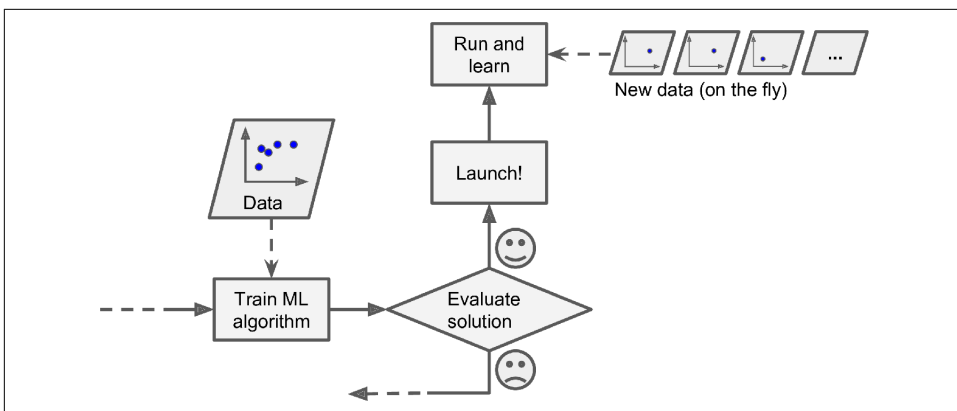 Run and
learn
...
New data (on the fly)
Launch!
Data
Train ML
algorithm
Evaluate
solution